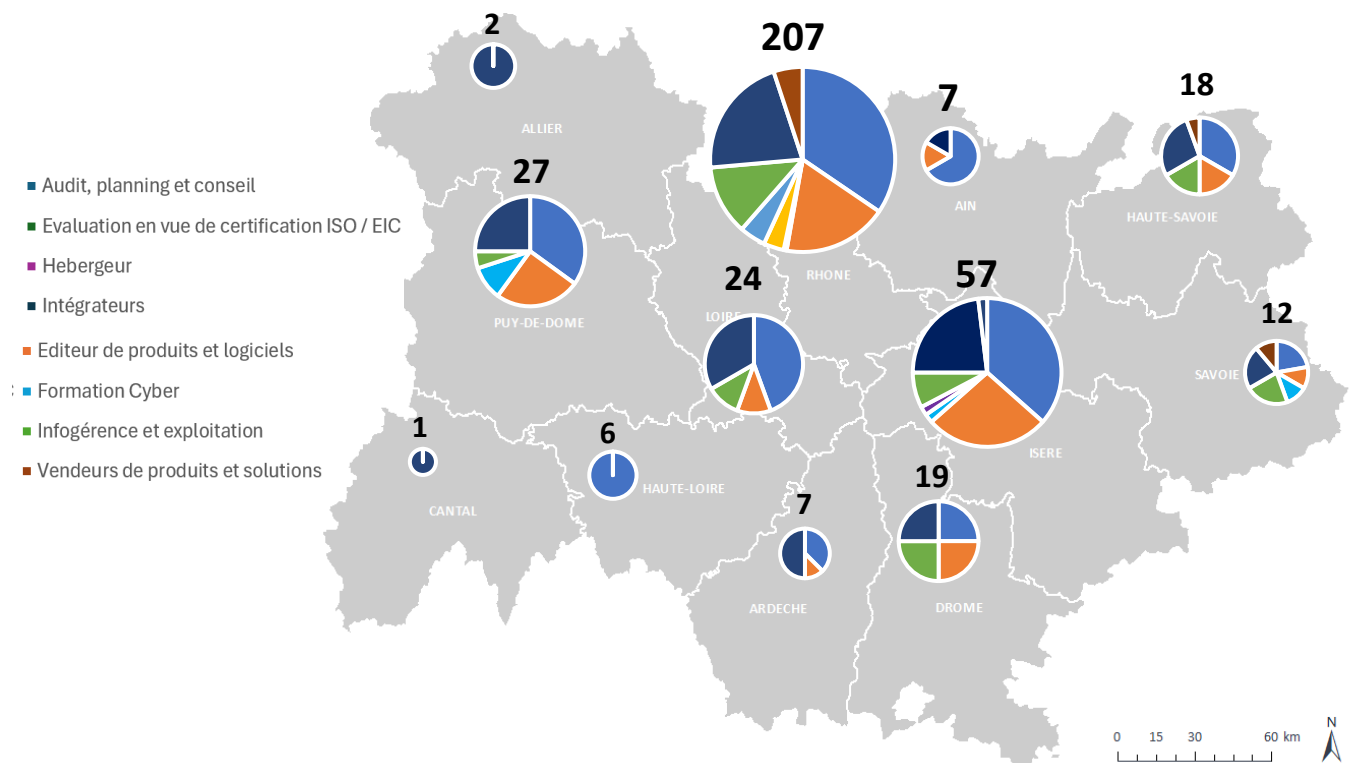 2
207
7
18
ALLIER
27
Audit, planning et conseil
AIN
HAUTE-SAVOIE
Evaluation en vue de certification ISO / EIC
Hebergeur
RHONE
24
57
Intégrateurs
LOIRE
12
PUY-DE-DOME
Editeur de produits et logiciels
SAVOIE
Formation Cyber
:
Infogérence et exploitation
1
6
ISERE
Vendeurs de produits et solutions
19
HAUTE-LOIRE
7
CANTAL
ARDECHE
DROME
N
0 15 30 60 km